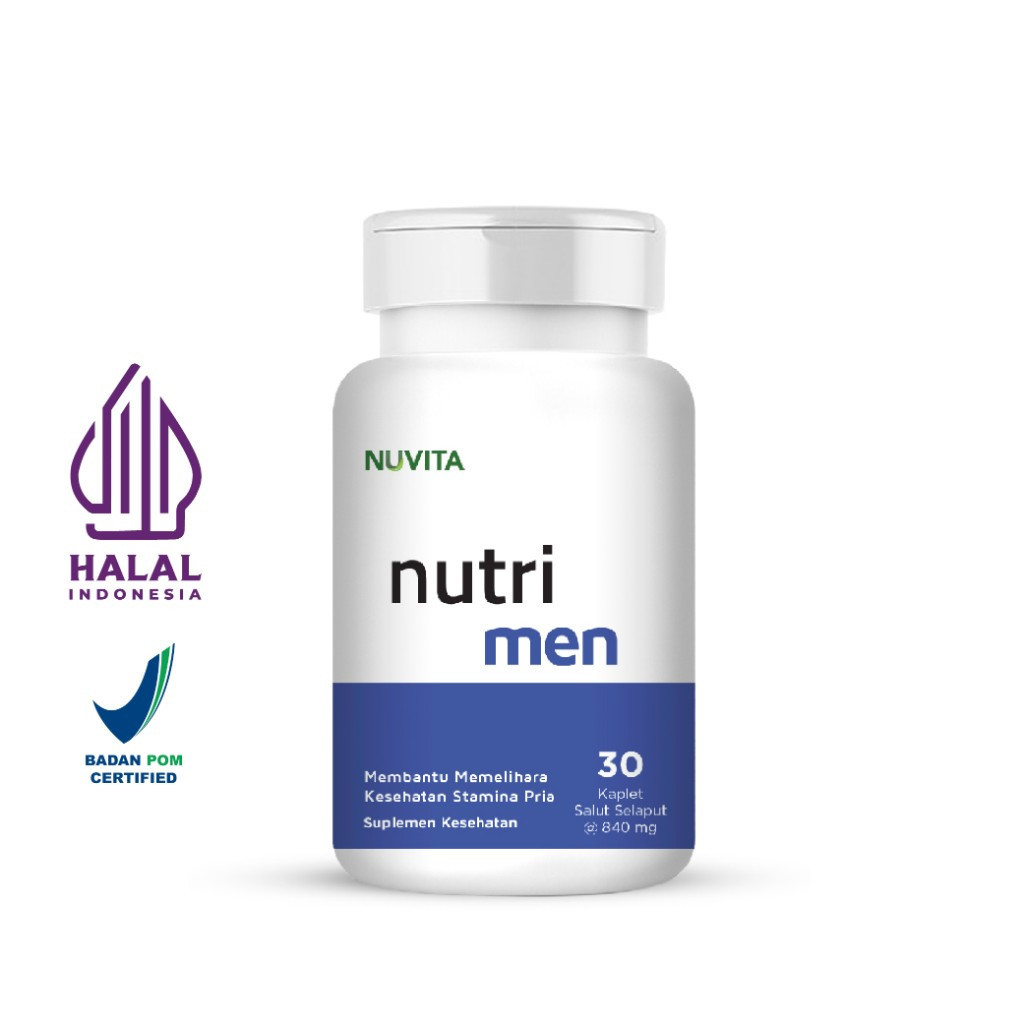 HALAL
INDONESIA
BADAN POM
CERTIFIED
NUVITA
nutri
men
Membantu Memelihara
Kesehatan Stamina Pria
Suplemen Kesehatan
30
Kaplet
Salut Selaput
@ 840 mg